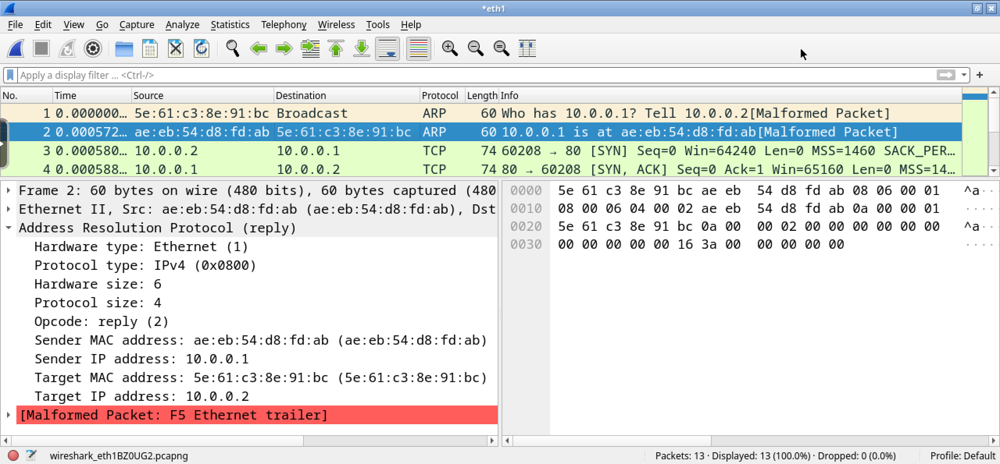 *eth1
File Edit View Go Capture Analyze Statistics Telephony Wireless Tools Help
Apply a display filter ... <Ctrl-/>
No. Time Source Destination Protocol Length Info
1 0.000000… 5e:61:c3:8e:91:bc Broadcast ARP 60 Who has 10.0.0.1? Tell 10.0.0.2[Malformed Packet]
2 0.000572… ae:eb:54:d8:fd:ab 5e:61:c3:8e:91:bc ARP 60 10.0.0.1 is at ae:eb:54:d8:fd:ab[Malformed Packet]
3 0.000580… 10.0.0.2 10.0.0.1 TCP 74 60208 → 80 [SYN] Seq=0 Win=64240 Len=0 MSS=1460 SACK_PER…
4 0.000588… 10.0.0.1 10.0.0.2 TCP 74 80 → 60208 [SYN, ACK] Seq=0 Ack=1 Win=65160 Len=0 MSS=14…
Frame 2: 60 bytes on wire (480 bits), 60 bytes captured (480
Ethernet II, Src: ae:eb:54:d8:fd:ab (ae:eb:54:d8:fd:ab), Dst
Address Resolution Protocol (reply)
Hardware type: Ethernet (1)
Protocol type: IPv4 (0x0800)
Hardware size: 6
Protocol size: 4
Opcode: reply (2)
Sender MAC address: ae:eb:54:d8:fd:ab (ae:eb:54:d8:fd:ab)
Sender IP address: 10.0.0.1
Target MAC address: 5e:61:c3:8e:91:bc (5e:61:c3:8e:91:bc)
Target IP address: 10.0.0.2
[Malformed Packet: F5 Ethernet trailer]
0000 5e 61 c3 8e 91 bc ae eb 54 d8 fd ab 08 06 00 01 ^a···
0010 08 00 06 04 00 02 ae eb 54 d8 fd ab 0a 00 00 01 ·····
0020 5e 61 c3 8e 91 bc 0a 00 00 02 00 00 00 00 00 00 ^a···
0030 00 00 00 00 00 16 3a 00 00 00 00 00 ·····
wireshark_eth1BZ0UG2.pcapng
Packets: 13 · Displayed: 13 (100.0%) · Dropped: 0 (0.0%)
Profile: Default